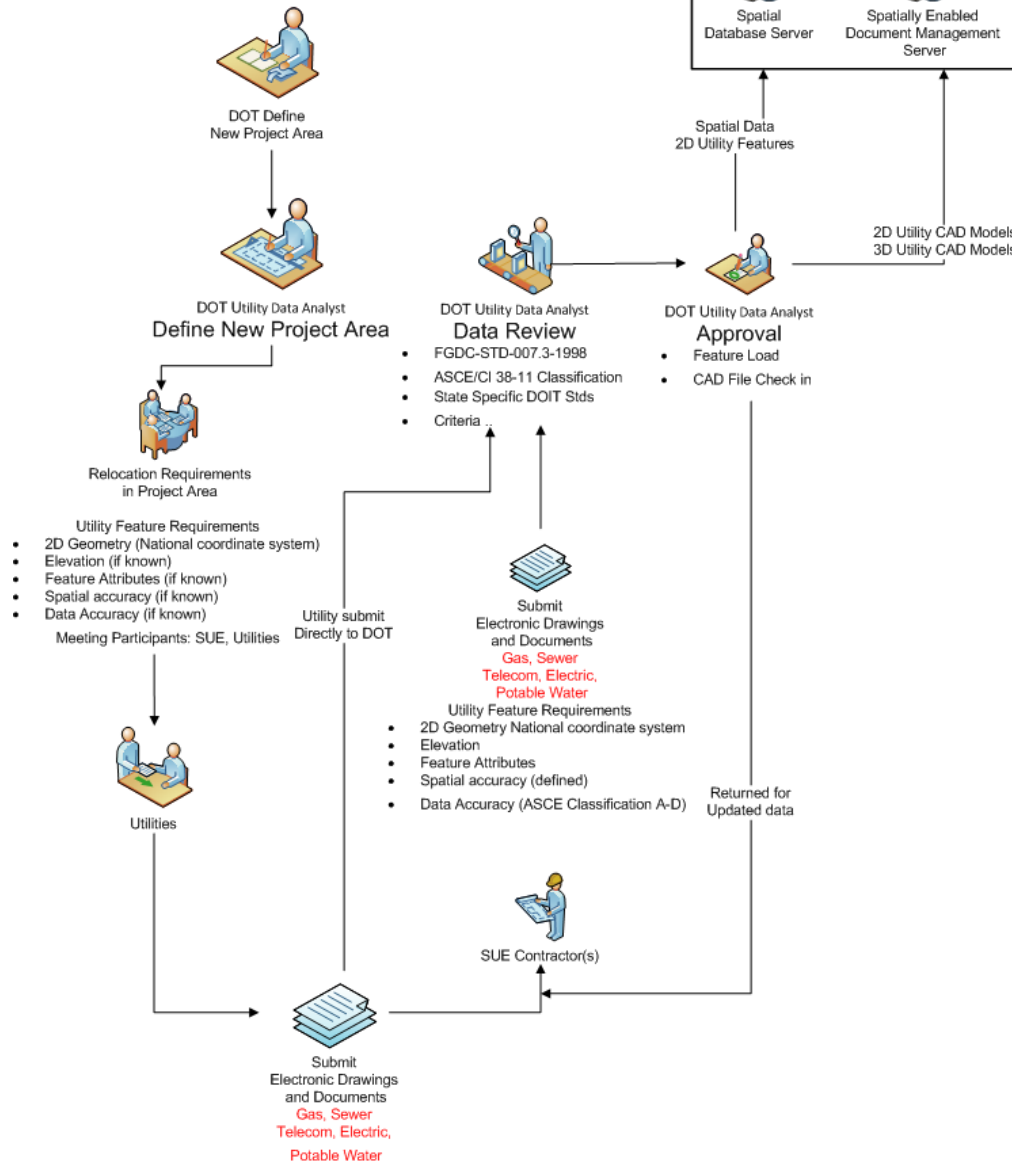 Spatial
Database Server
Spatially Enabled
Document Management
Server
DOT Define
New Project Area
Spatial Data
2D Utility Features
2D Utility CAD Models
3D Utility CAD Models
DOT Utility Data Analyst
Define New Project Area
DOT Utility Data Analyst
Data Review
• FGDC-STD-007.3-1998
• ASCE/CI 38-11 Classification
• State Specific DOIT Stds
• Criteria ..
DOT Utility Data Analyst
Approval
• Feature Load
• CAD File Check in
Relocation Requirements
in Project Area
Utility Feature Requirements
• 2D Geometry (National coordinate system)
• Elevation (if known)
• Feature Attributes (if known)
• Spatial accuracy (if known)
• Data Accuracy (if known)
Meeting Participants: SUE, Utilities
Utility submit
Directly to DOT
Submit
Electronic Drawings
and Documents
Gas, Sewer
Telecom, Electric,
Potable Water
Utility Feature Requirements
• 2D Geometry National coordinate system
• Elevation
• Feature Attributes
• Spatial accuracy (defined)
• Data Accuracy (ASCE Classification A-D)
Returned for
Updated data
Utilities
SUE Contractor(s)
Submit
Electronic Drawings
and Documents
Gas, Sewer
Telecom, Electric,
Potable Water